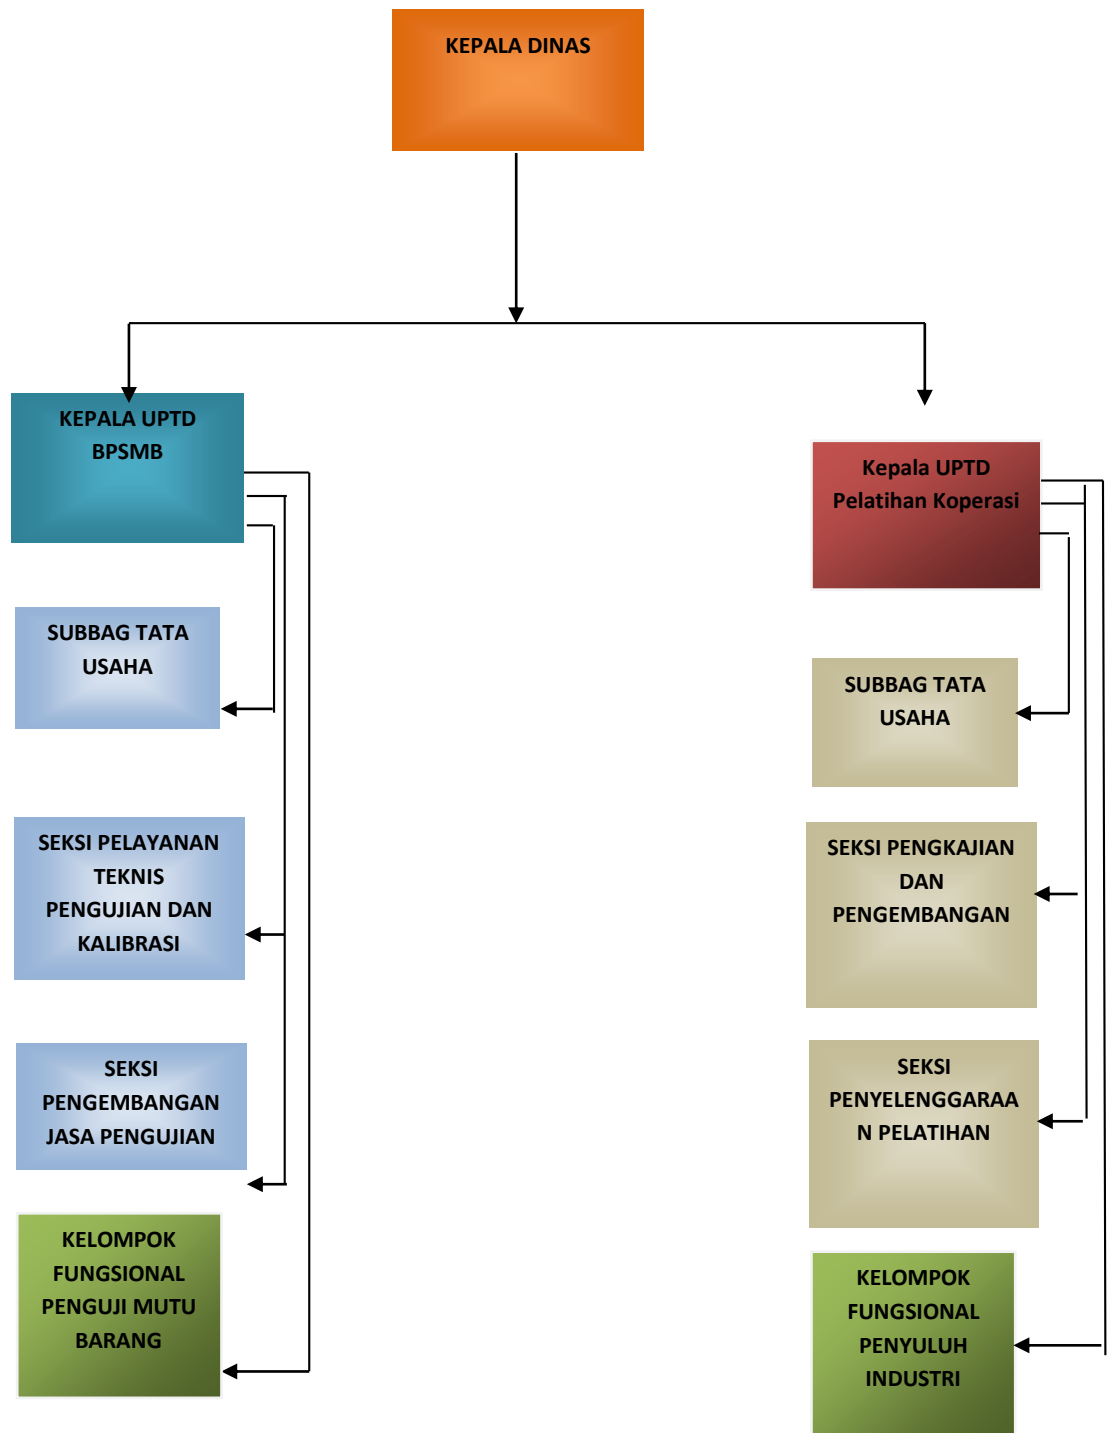 KEPALA DINAS
KEPALA UPTD
BPSMB
SUBBAG TATA
USAHA
SEKSI PELAYANAN
TEKNIS
PENGUJIAN DAN
KALIBRASI
SEKSI
PENGEMBANGAN
JASA PENGUJIAN
KELOMPOK
FUNGSIONAL
PENGUJI MUTU
BARANG
Kepala UPTD
Pelatihan Koperasi
SUBBAG TATA
USAHA
SEKSI PENGKAJIAN
DAN
PENGEMBANGAN
SEKSI
PENYELENGGARAA
N PELATIHAN
KELOMPOK
FUNGSIONAL
PENYULUH
INDUSTRI